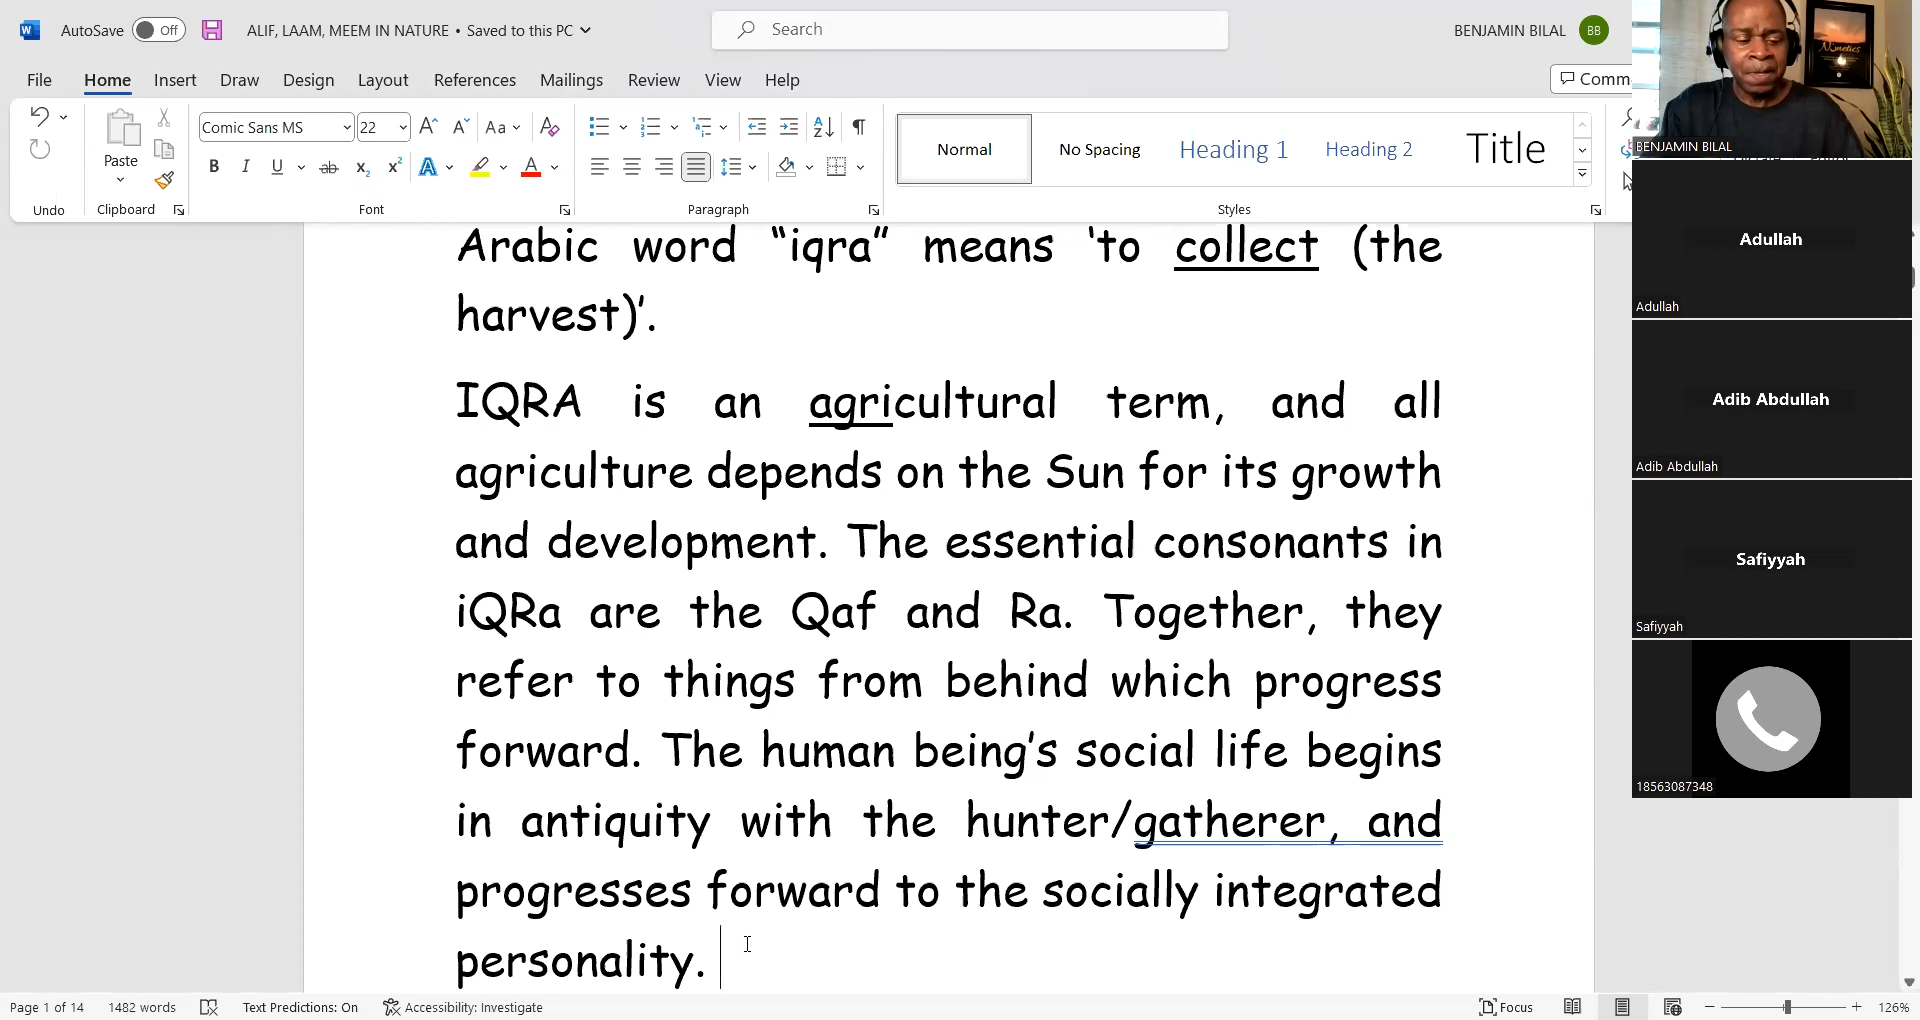 AutoSave Off ALIF, LAAM, MEEM IN NATURE • Saved to this PC Search BENJAMIN BILAL BB
File Home Insert Draw Design Layout References Mailings Review View Help
Comic Sans MS 22 Aa
Paste
B I U ab x₂ x² A A
Normal No Spacing Heading 1 Heading 2 Title
Undo Clipboard Font Paragraph Styles
Arabic word “iqra” means ‘to collect (the
harvest)’.
IQRA is an agricultural term, and all
agriculture depends on the Sun for its growth
and development. The essential consonants in
iQRa are the Qaf and Ra. Together, they
refer to things from behind which progress
forward. The human being’s social life begins
in antiquity with the hunter/gatherer, and
progresses forward to the socially integrated
personality.
BENJAMIN BILAL
Adullah
Adullah
Adib Abdullah
Adib Abdullah
Safiyyah
Safiyyah
18563087348
Page 1 of 14 1482 words Text Predictions: On Accessibility: Investigate Focus 126%